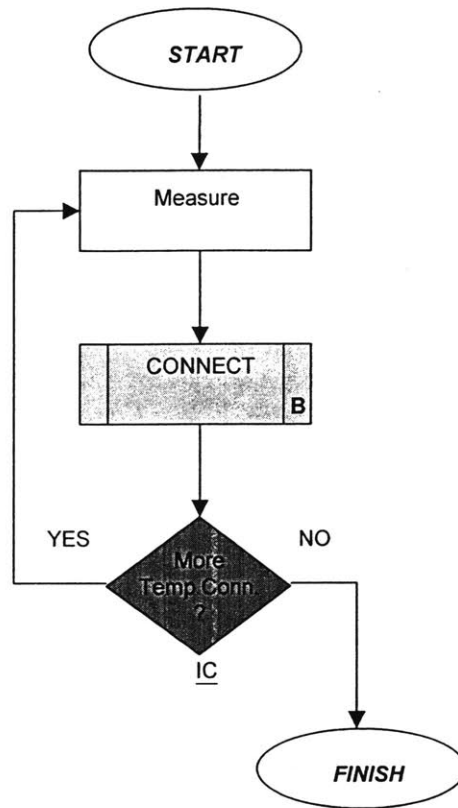 START
Measure
CONNECT
B
YES
NO
More
Temp Conn.
?
IC
FINISH